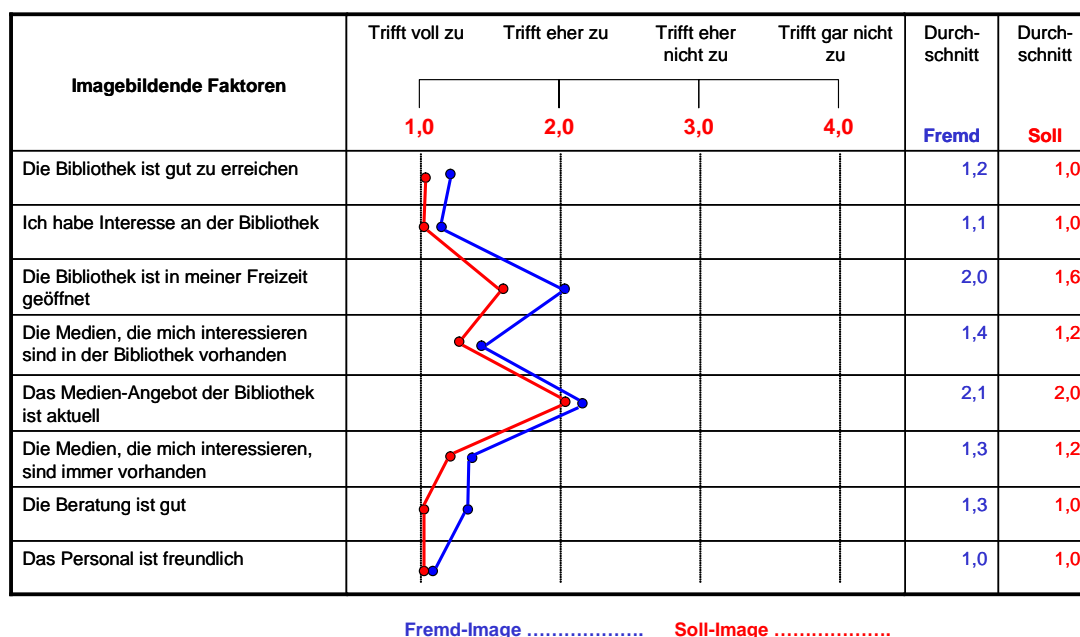 Imagebildende Faktoren
Trifft voll zu
Trifft eher zu
Trifft eher
nicht zu
Trifft gar nicht
zu
Durch-
schnitt
Fremd
Durch-
schnitt
Soll
1,0
2,0
3,0
4,0
Die Bibliothek ist gut zu erreichen
1,2
1,0
Ich habe Interesse an der Bibliothek
1,1
1,0
Die Bibliothek ist in meiner Freizeit
geöffnet
2,0
1,6
Die Medien, die mich interessieren
sind in der Bibliothek vorhanden
1,4
1,2
Das Medien-Angebot der Bibliothek
ist aktuell
2,1
2,0
Die Medien, die mich interessieren,
sind immer vorhanden
1,3
1,2
Die Beratung ist gut
1,3
1,0
Das Personal ist freundlich
1,0
1,0
Fremd-Image ……………….. Soll-Image ………………..